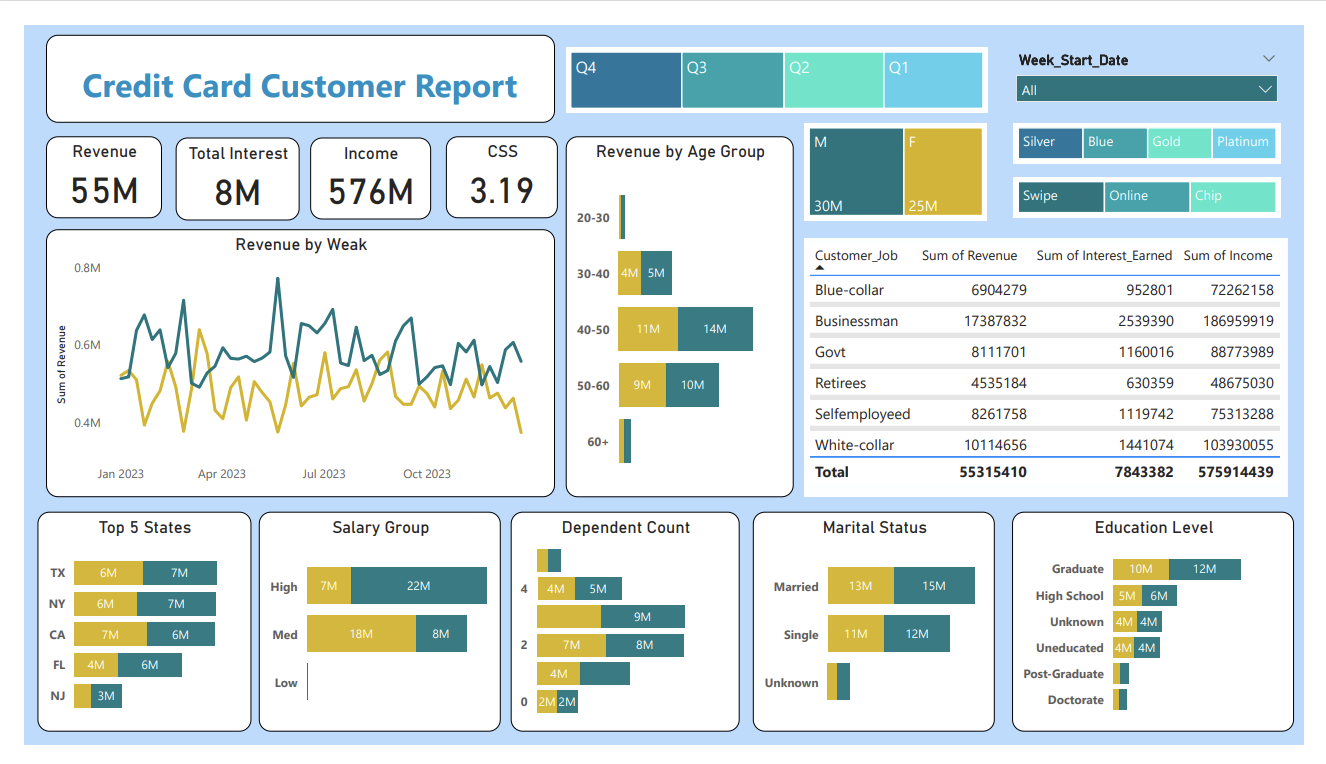 Credit Card Customer Report
Q4 Q3 Q2 Q1
Week_Start_Date
All
Silver Blue Gold Platinum
Swipe Online Chip
M F
30M 25M
Revenue
55M
Total Interest
8M
Income
576M
CSS
3.19
Revenue by Weak
Sum of Revenue
0.8M
0.6M
0.4M
Jan 2023 Apr 2023 Jul 2023 Oct 2023
Revenue by Age Group
20-30
30-40 4M 5M
40-50 11M 14M
50-60 9M 10M
60+
Customer_Job Sum of Revenue Sum of Interest_Earned Sum of Income
Blue-collar 6904279 952801 72262158
Businessman 17387832 2539390 186959919
Govt 8111701 1160016 88773989
Retirees 4535184 630359 48675030
Selfemployeed 8261758 1119742 75313288
White-collar 10114656 1441074 103930055
Total 55315410 7843382 575914439
Top 5 States
TX 6M 7M
NY 6M 7M
CA 7M 6M
FL 4M 6M
NJ 3M
Salary Group
High 7M 22M
Med 18M 8M
Low
Dependent Count
4 4M 5M
9M
2 7M 8M
4M
0 2M 2M
Marital Status
Married 13M 15M
Single 11M 12M
Unknown
Education Level
Graduate 10M 12M
High School 5M 6M
Unknown 4M 4M
Uneducated 4M 4M
Post-Graduate
Doctorate